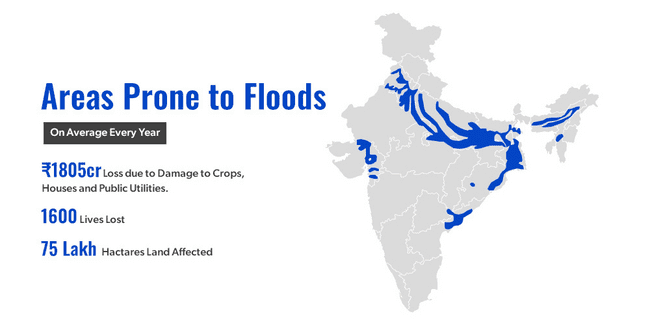 Areas Prone to Floods
On Average Every Year
₹1805cr Loss due to Damage to Crops,
Houses and Public Utilities.
1600 Lives Lost
75 Lakh Hactares Land Affected